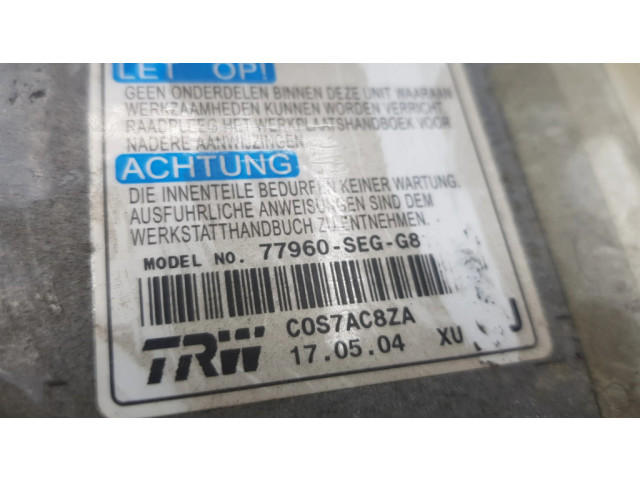 LET OP!
GEEN ONDERDELEN BINNEN DEZE UNIT WAARAAN
WERKZAAMHEDEN KUNNEN WORDEN VERRICHT
RAADPLEEG HET WERKPLAATSHANDBOEK VOOR
NADERE AANWIJZINGEN
ACHTUNG
DIE INNENTEILE BEDURFEN KEINER WARTUNG.
AUSFUHRLICHE ANWEISUNGEN SIND DEM
WERKSTATTHANDBUCH ZU ENTNEHMEN.
MODEL NO. 77960-SEG-G8
TRW C0S7AC8ZA
17.05.04 XU